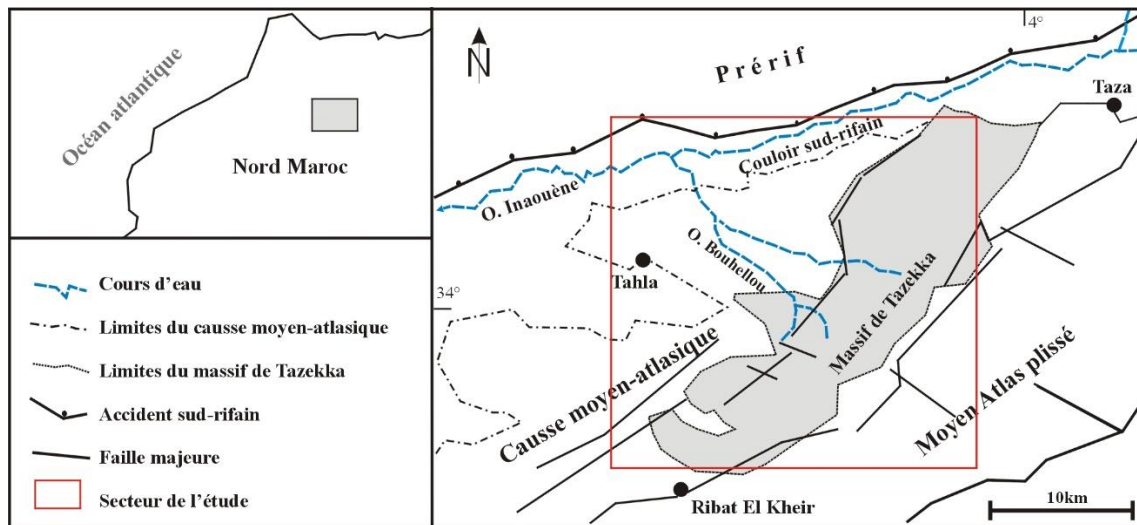 Océan atlantique
Nord Maroc
Cours d'eau
Limites du causse moyen-atlasique
Limites du massif de Tazekka
Accident sud-rifain
Faille majeure
Secteur de l'étude
4°
N
Prérif
Taza
Couloir sud-rifain
O. Inaouène
O. Bouhellou
Tahla
34°
Massif de Tazekka
Causse moyen-atlasique
Moyen Atlas plissé
Ribat El Kheir
10km